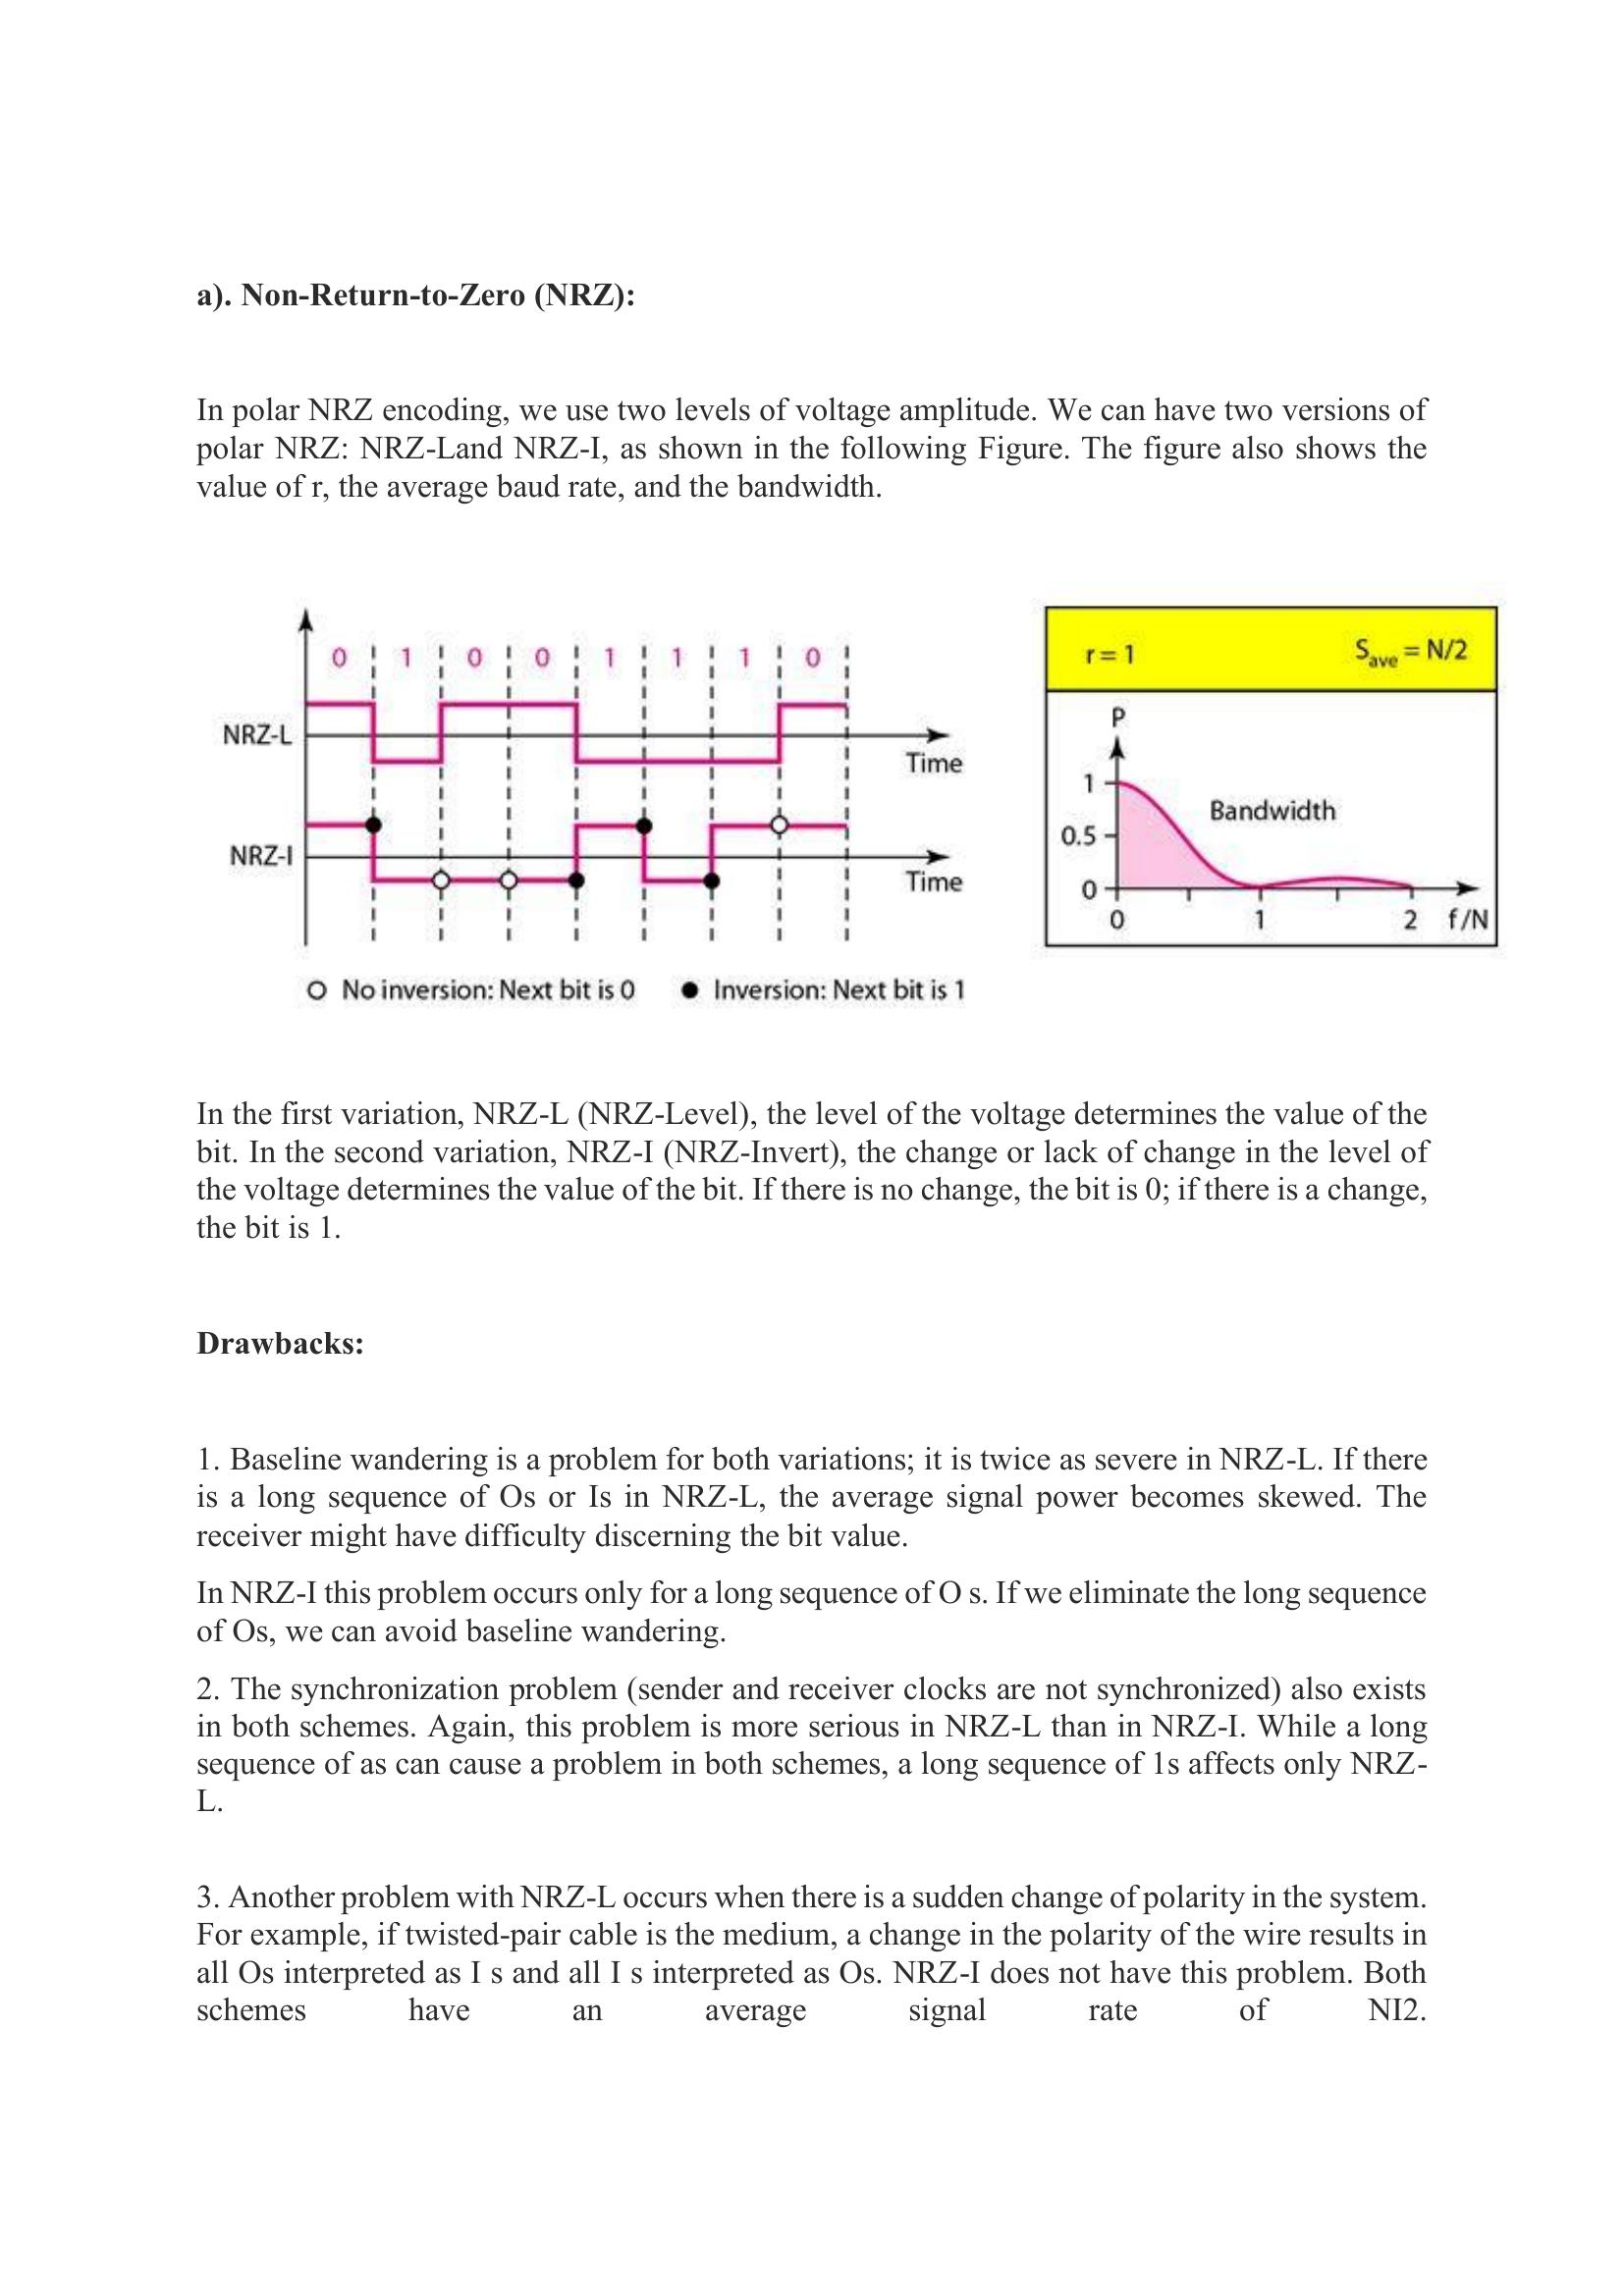 a). Non-Return-to-Zero (NRZ):
In polar NRZ encoding, we use two levels of voltage amplitude. We can have two versions of
polar NRZ: NRZ-Land NRZ-I, as shown in the following Figure. The figure also shows the
value of r, the average baud rate, and the bandwidth.
0 1 0 0 1 1 1 0
NRZ-L
Time
NRZ-I
Time
O No inversion: Next bit is 0 ● Inversion: Next bit is 1
r = 1 Save = N/2
P
1
Bandwidth
0.5
0
0 1 2 f/N
In the first variation, NRZ-L (NRZ-Level), the level of the voltage determines the value of the
bit. In the second variation, NRZ-I (NRZ-Invert), the change or lack of change in the level of
the voltage determines the value of the bit. If there is no change, the bit is 0; if there is a change,
the bit is 1.
Drawbacks:
1. Baseline wandering is a problem for both variations; it is twice as severe in NRZ-L. If there
is a long sequence of Os or Is in NRZ-L, the average signal power becomes skewed. The
receiver might have difficulty discerning the bit value.
In NRZ-I this problem occurs only for a long sequence of O s. If we eliminate the long sequence
of Os, we can avoid baseline wandering.
2. The synchronization problem (sender and receiver clocks are not synchronized) also exists
in both schemes. Again, this problem is more serious in NRZ-L than in NRZ-I. While a long
sequence of as can cause a problem in both schemes, a long sequence of 1s affects only NRZ-
L.
3. Another problem with NRZ-L occurs when there is a sudden change of polarity in the system.
For example, if twisted-pair cable is the medium, a change in the polarity of the wire results in
all Os interpreted as I s and all I s interpreted as Os. NRZ-I does not have this problem. Both
schemes have an average signal rate of NI2.